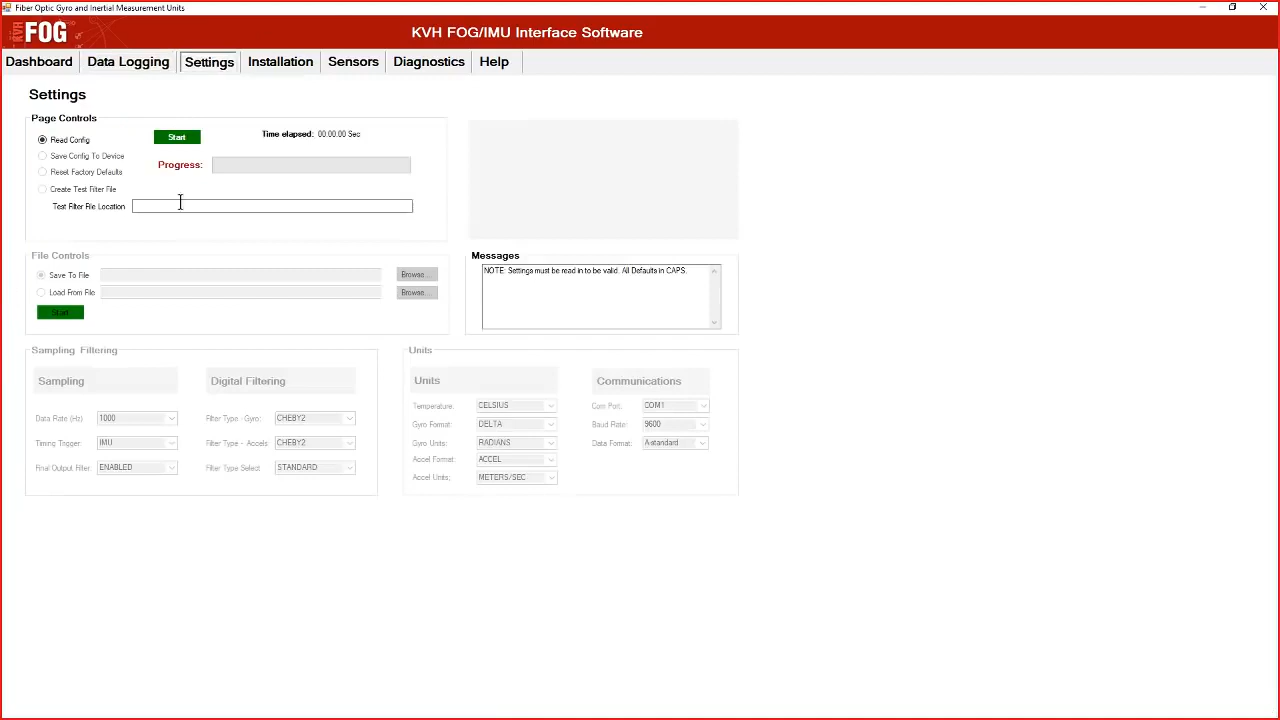 Fiber Optic Gyro and Inertial Measurement Units
KVH FOG
KVH FOG/IMU Interface Software
Dashboard Data Logging Settings Installation Sensors Diagnostics Help
Settings
Page Controls
Read Config Start Time elapsed: 00:00:00 Sec
Save Config To Device
Progress:
Reset Factory Defaults
Create Test Filter File
Test Filter File Location
File Controls
Save To File Browse...
Load From File Browse...
Start
Messages
NOTE: Settings must be read in to be valid. All Defaults in CAPS.
Sampling Filtering
Sampling
Data Rate (Hz) 1000
Timing Trigger: IMU
Final Output Filter: ENABLED
Digital Filtering
Filter Type -Gyro: CHEBY2
Filter Type - Accels CHEBY2
Filter Type Select STANDARD
Units
Units
Temperature: CELSIUS
Gyro Format: DELTA
Gyro Units: RADIANS
Accel Format: ACCEL
Accel Units: METERS/SEC
Communications
Com Port: COM1
Baud Rate: 9600
Data Format: A-standard